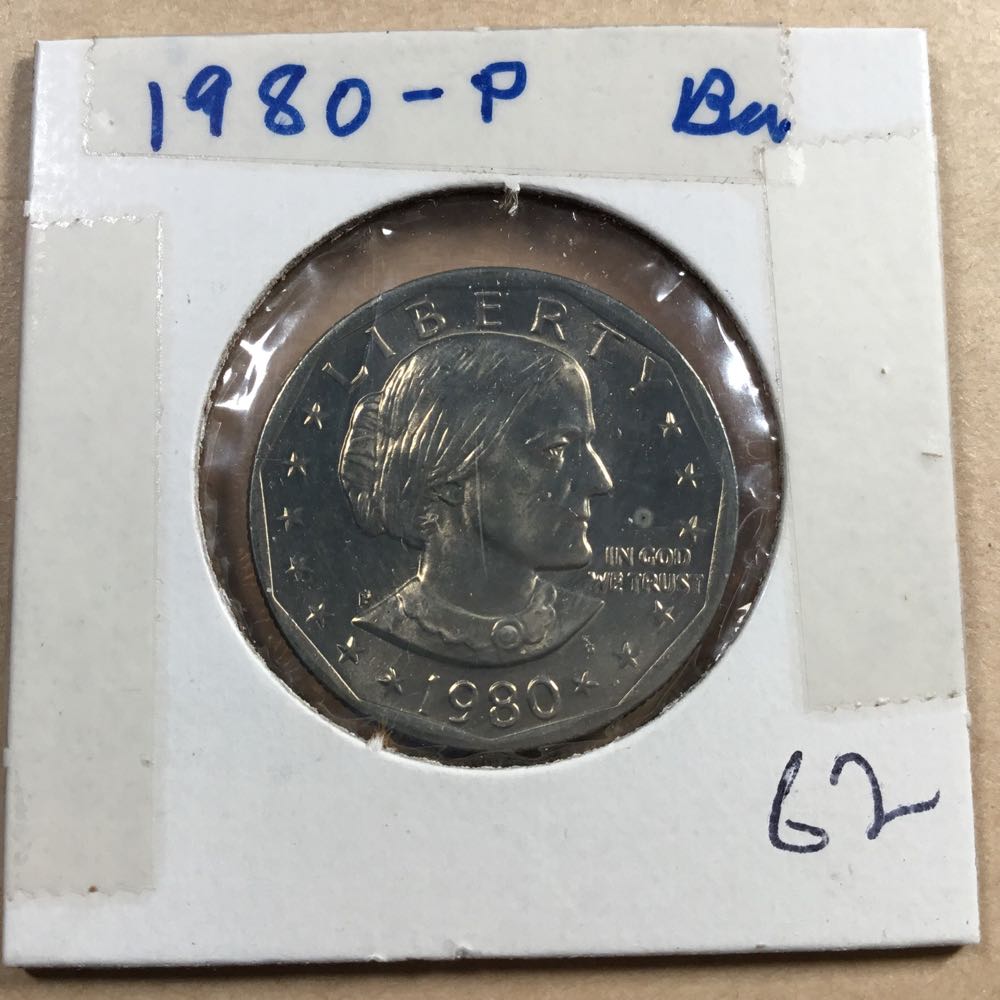 1980-P Bu
LIBERTY
IN GOD
WE TRUST
P
1980
62